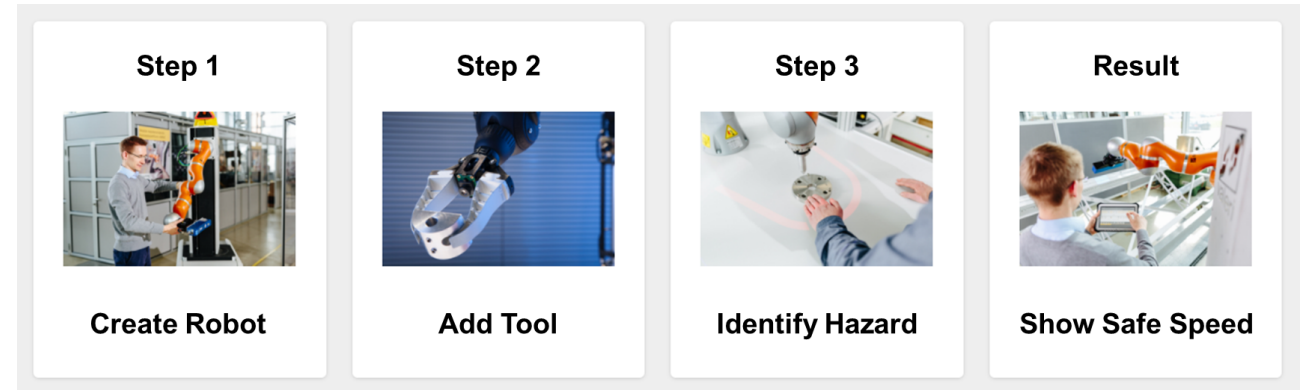 Step 1
Create Robot
Step 2
Add Tool
Step 3
Identify Hazard
Result
Show Safe Speed